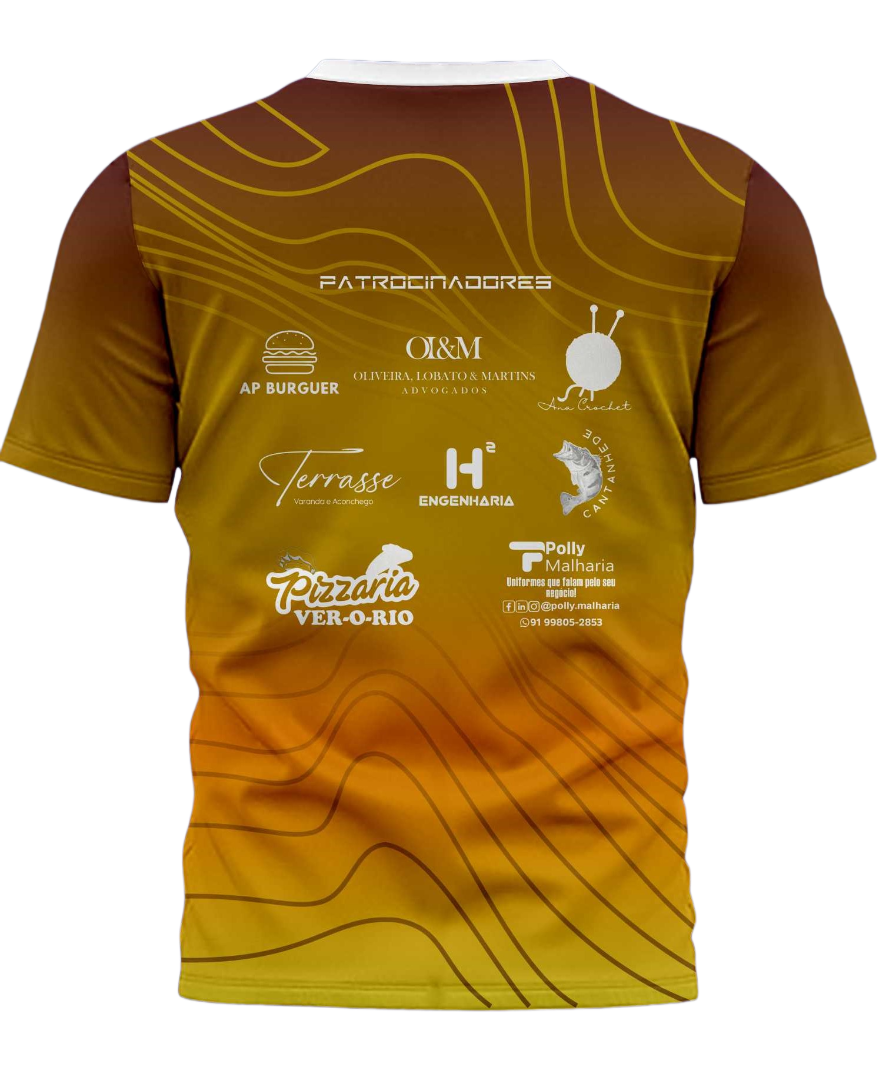 PATROCINADORES
AP BURGUER
OL&M
OLIVEIRA, LOBATO & MARTINS
ADVOGADOS
Ana Crochet
Terrasse
Varanda e Aconchego
H²
ENGENHARIA
CANTANHEDE
Pizzaria
VER-O-RIO
Polly
Malharia
Uniformes que falam pelo seu
negócio!
@polly.malharia
91 99805-2853